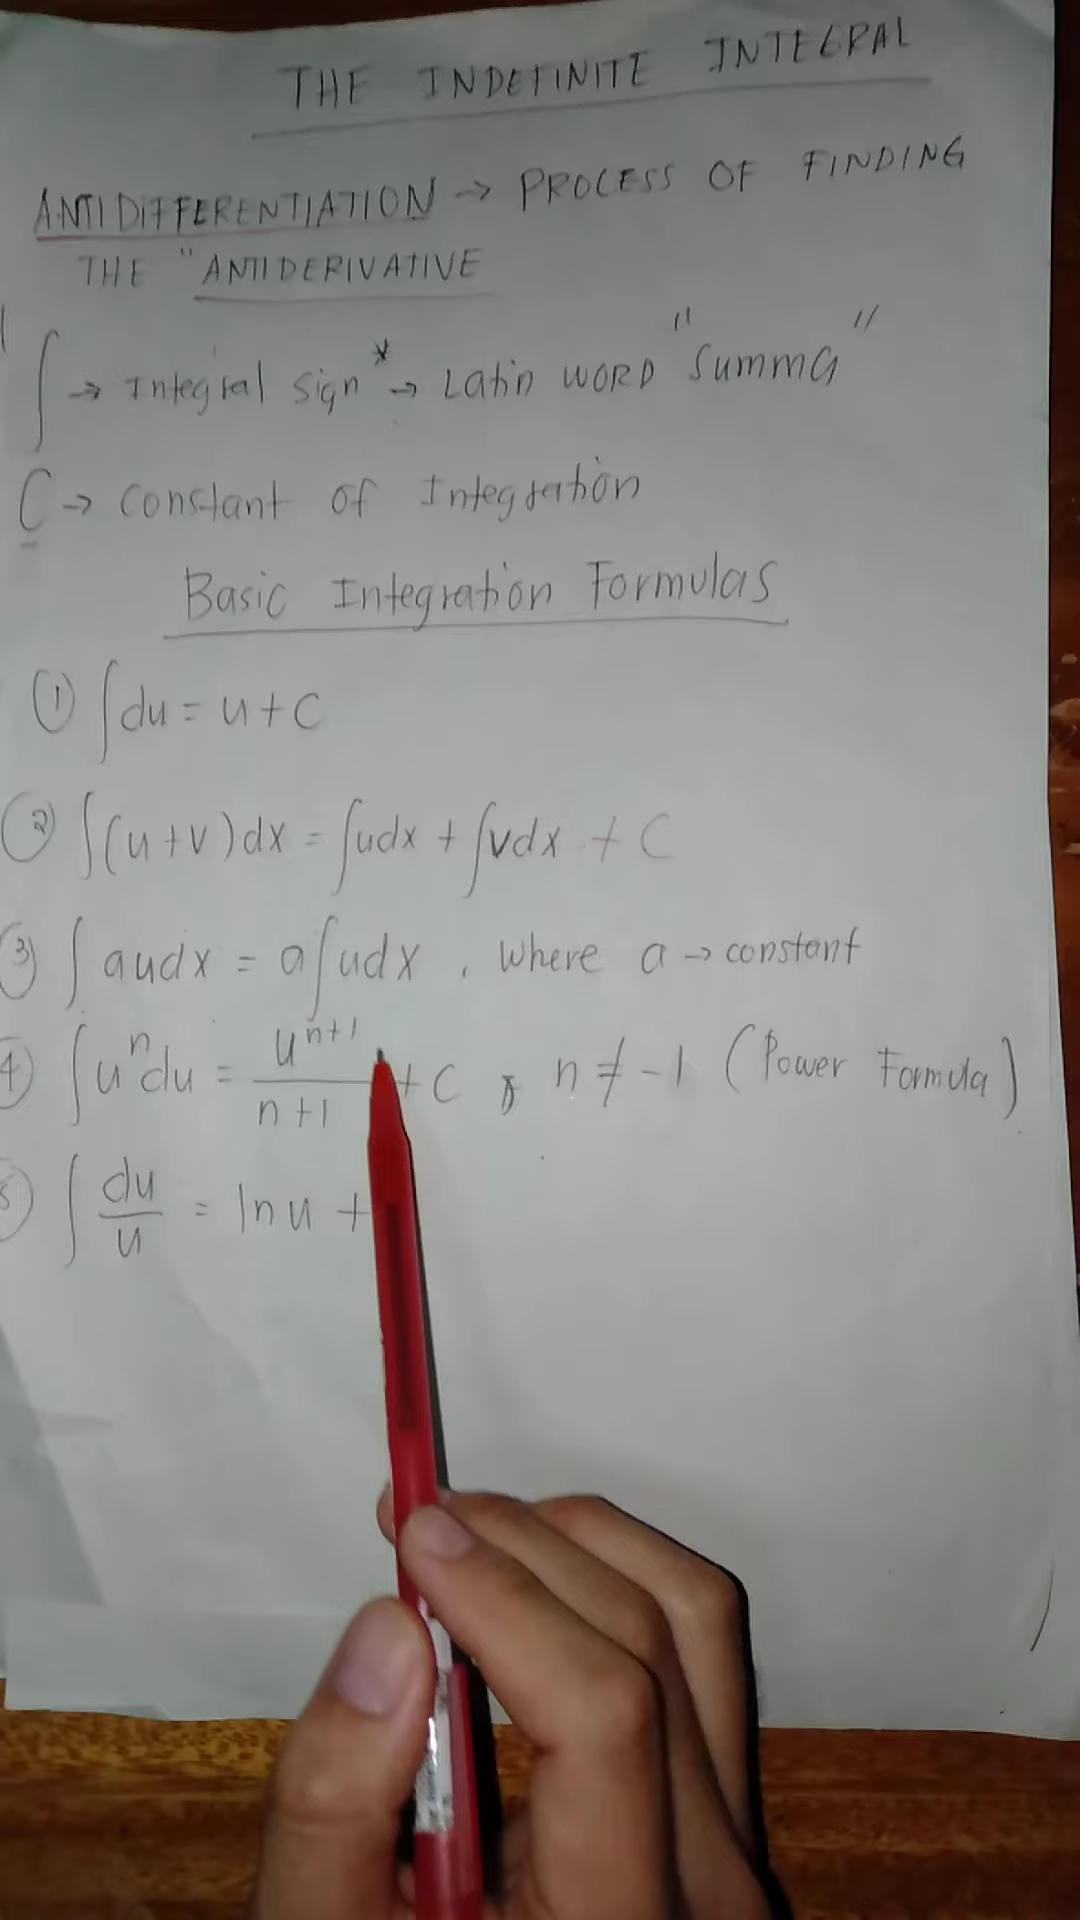 THE INDEFINITE INTEGRAL
ANTIDIFFERENTIATION → PROCESS OF FINDING
THE "ANTIDERIVATIVE
∫ → Integral sign* → Latin WORD "Summa"
C → constant of Integration
Basic Integration Formulas
① ∫du = u+c
② ∫(u+v)dx = ∫udx + ∫vdx + C
③ ∫audx = a∫udx , where a → constant
④ ∫uⁿdu = uⁿ⁺¹/n+1 + C ; n ≠ -1 (Power Formula)
⑤ ∫du/u = ln u +